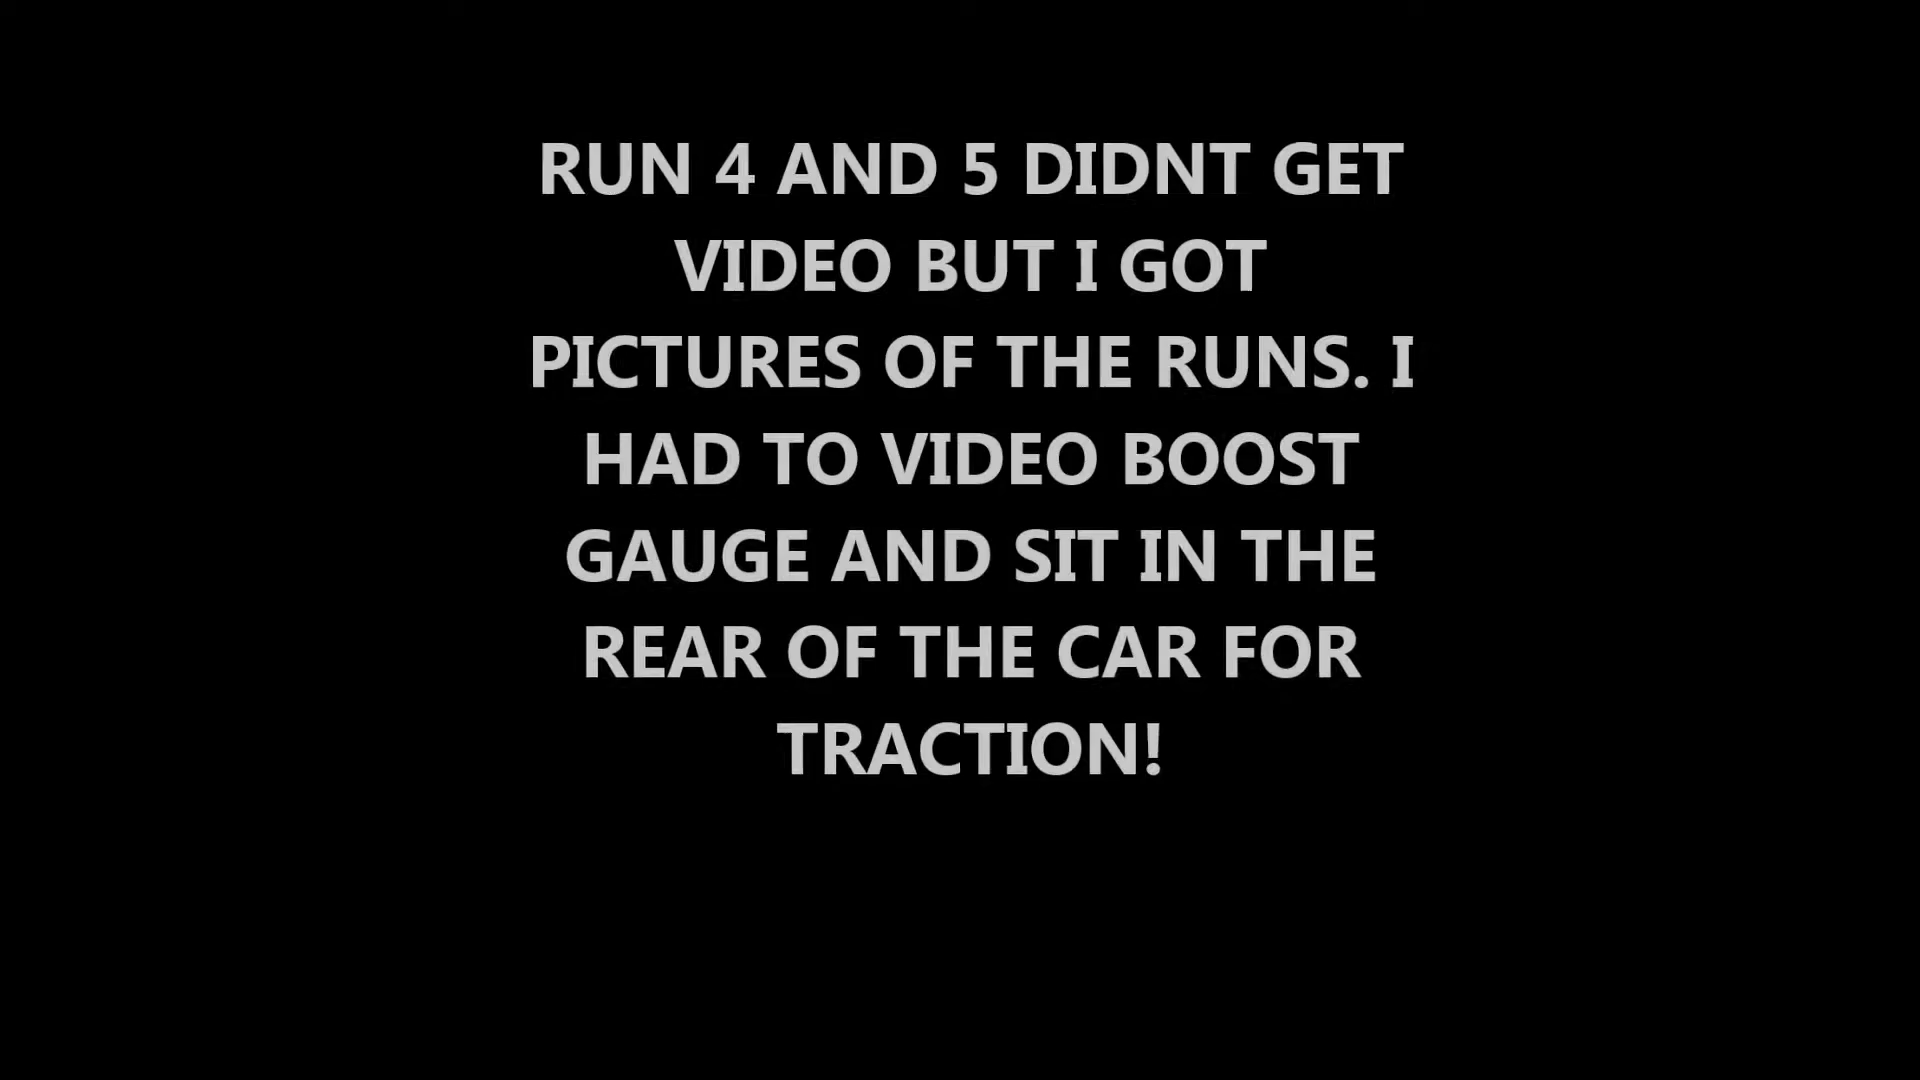 RUN 4 AND 5 DIDNT GET
VIDEO BUT I GOT
PICTURES OF THE RUNS. I
HAD TO VIDEO BOOST
GAUGE AND SIT IN THE
REAR OF THE CAR FOR
TRACTION!